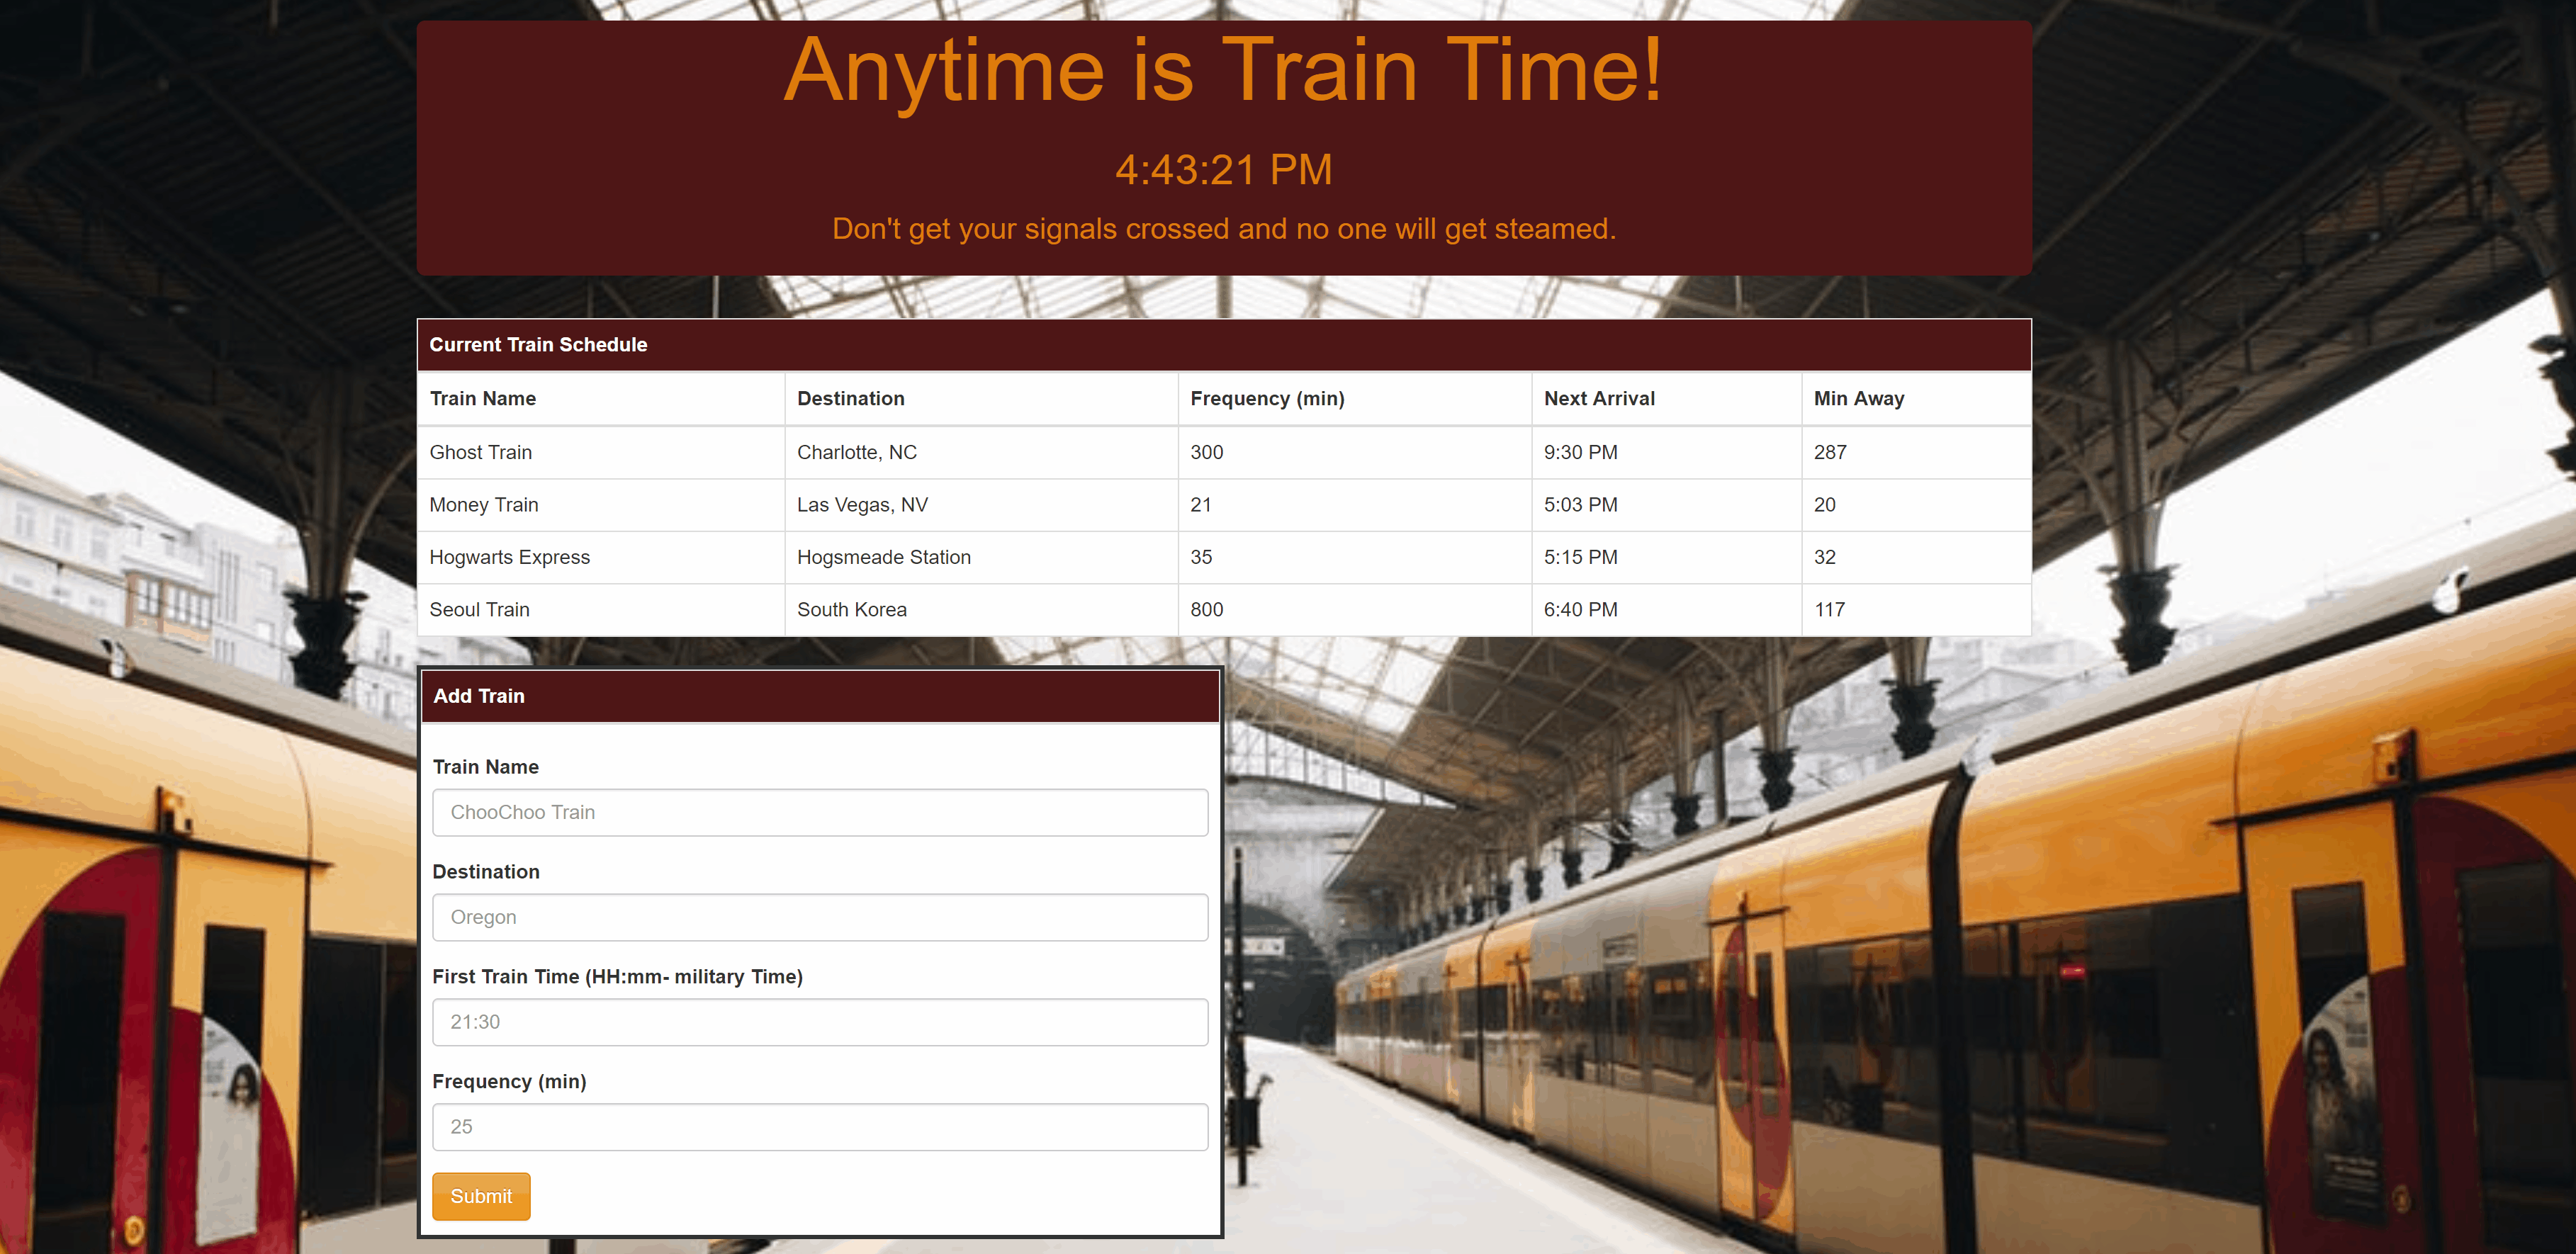 Anytime is Train Time!
4:43:21 PM
Don't get your signals crossed and no one will get steamed.
Current Train Schedule
Train Name Destination Frequency (min) Next Arrival Min Away
Ghost Train Charlotte, NC 300 9:30 PM 287
Money Train Las Vegas, NV 21 5:03 PM 20
Hogwarts Express Hogsmeade Station 35 5:15 PM 32
Seoul Train South Korea 800 6:40 PM 117
Add Train
Train Name
ChooChoo Train
Destination
Oregon
First Train Time (HH:mm- military Time)
21:30
Frequency (min)
25
Submit